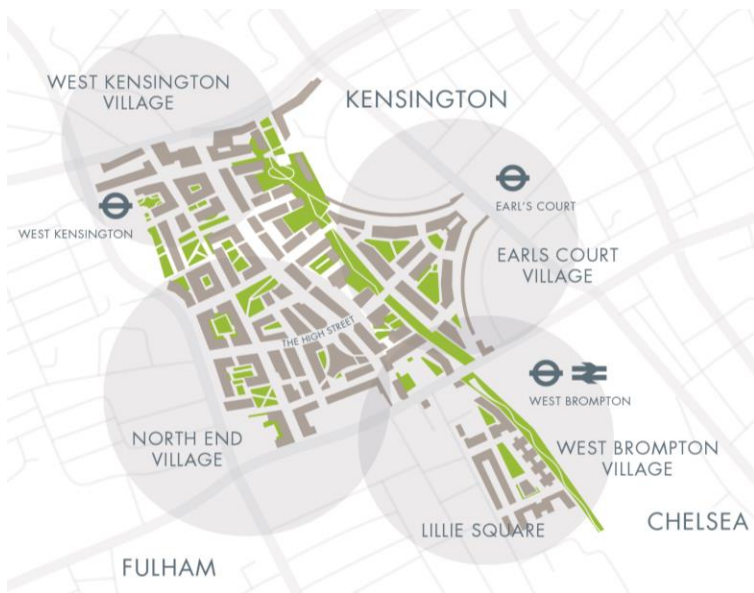 WEST KENSINGTON
VILLAGE
KENSINGTON
EARL'S COURT
WEST KENSINGTON
EARLS COURT
VILLAGE
THE HIGH STREET
WEST BROMPTON
NORTH END
VILLAGE
WEST BROMPTON
VILLAGE
LILLIE SQUARE
CHELSEA
FULHAM